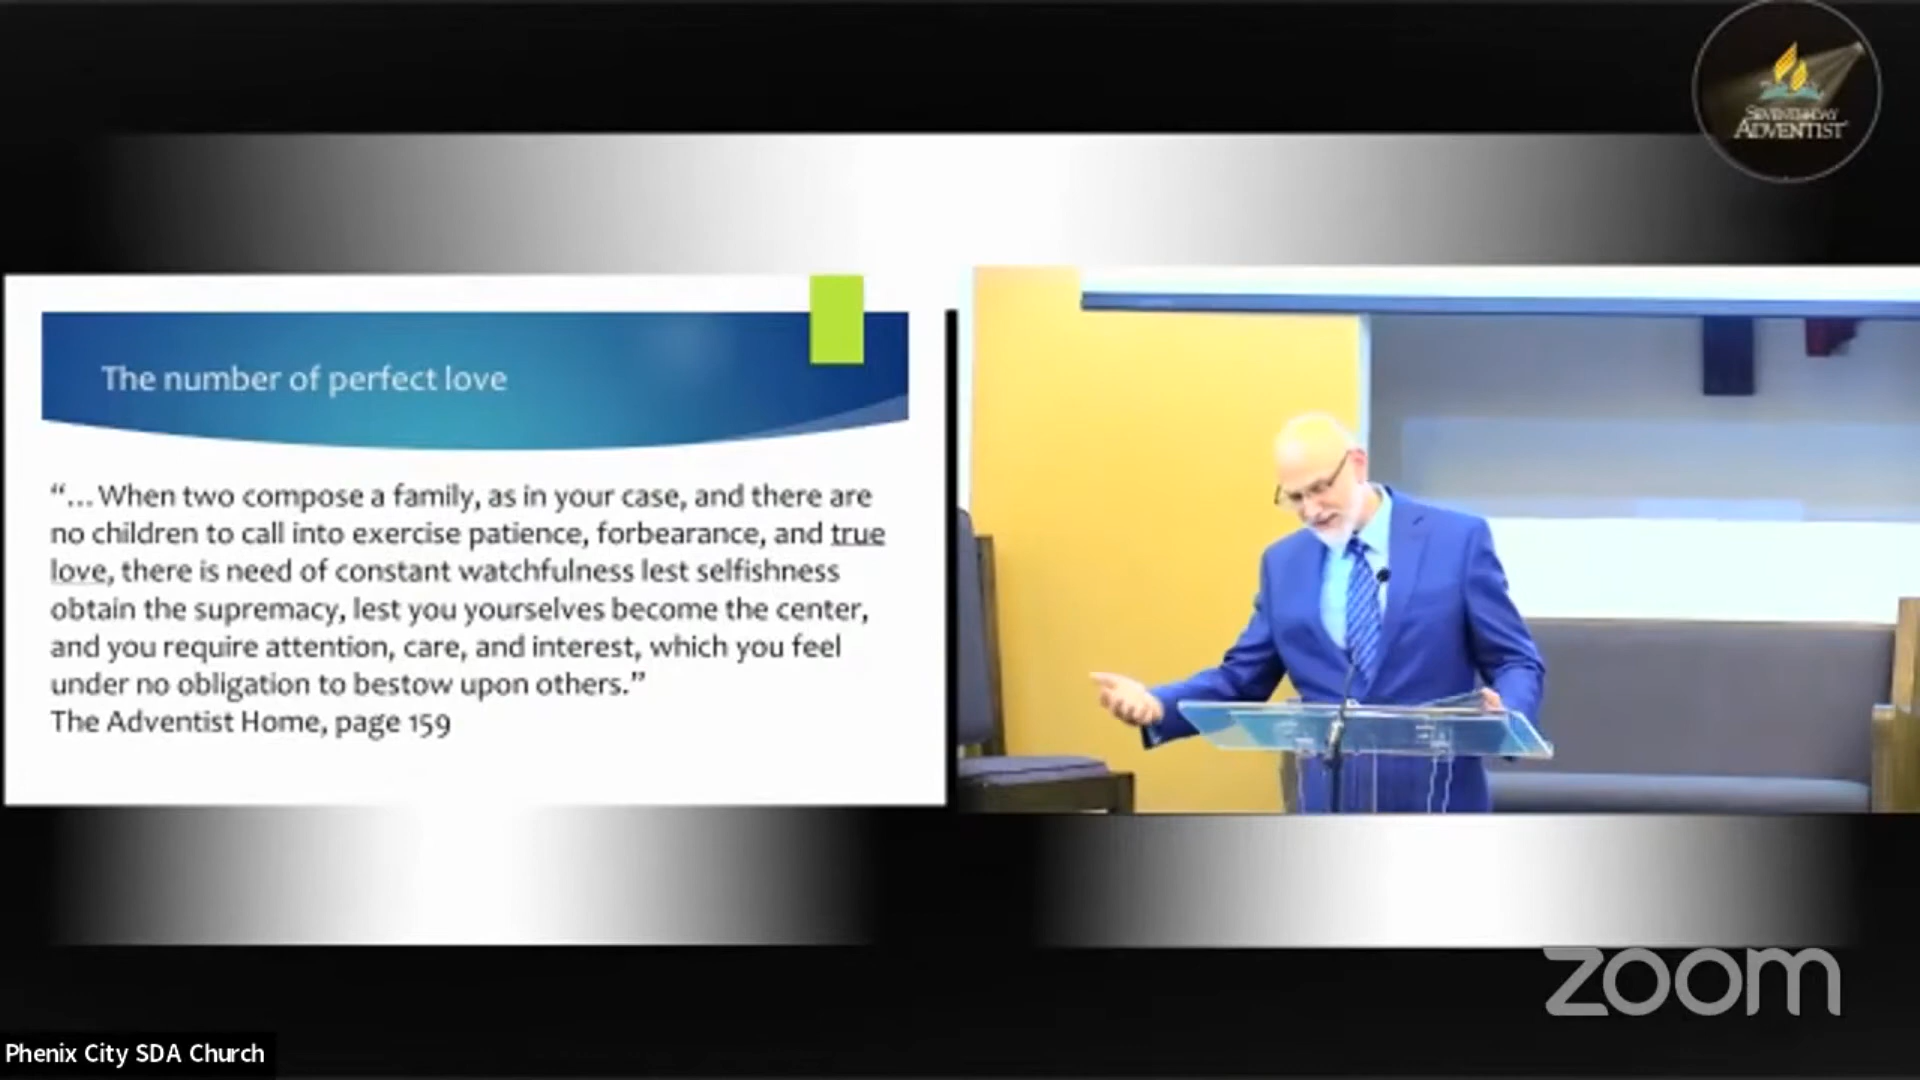 SEVENTH-DAY
ADVENTIST
The number of perfect love
“... When two compose a family, as in your case, and there are
no children to call into exercise patience, forbearance, and true
love, there is need of constant watchfulness lest selfishness
obtain the supremacy, lest you yourselves become the center,
and you require attention, care, and interest, which you feel
under no obligation to bestow upon others.”
The Adventist Home, page 159
zoom
Phenix City SDA Church